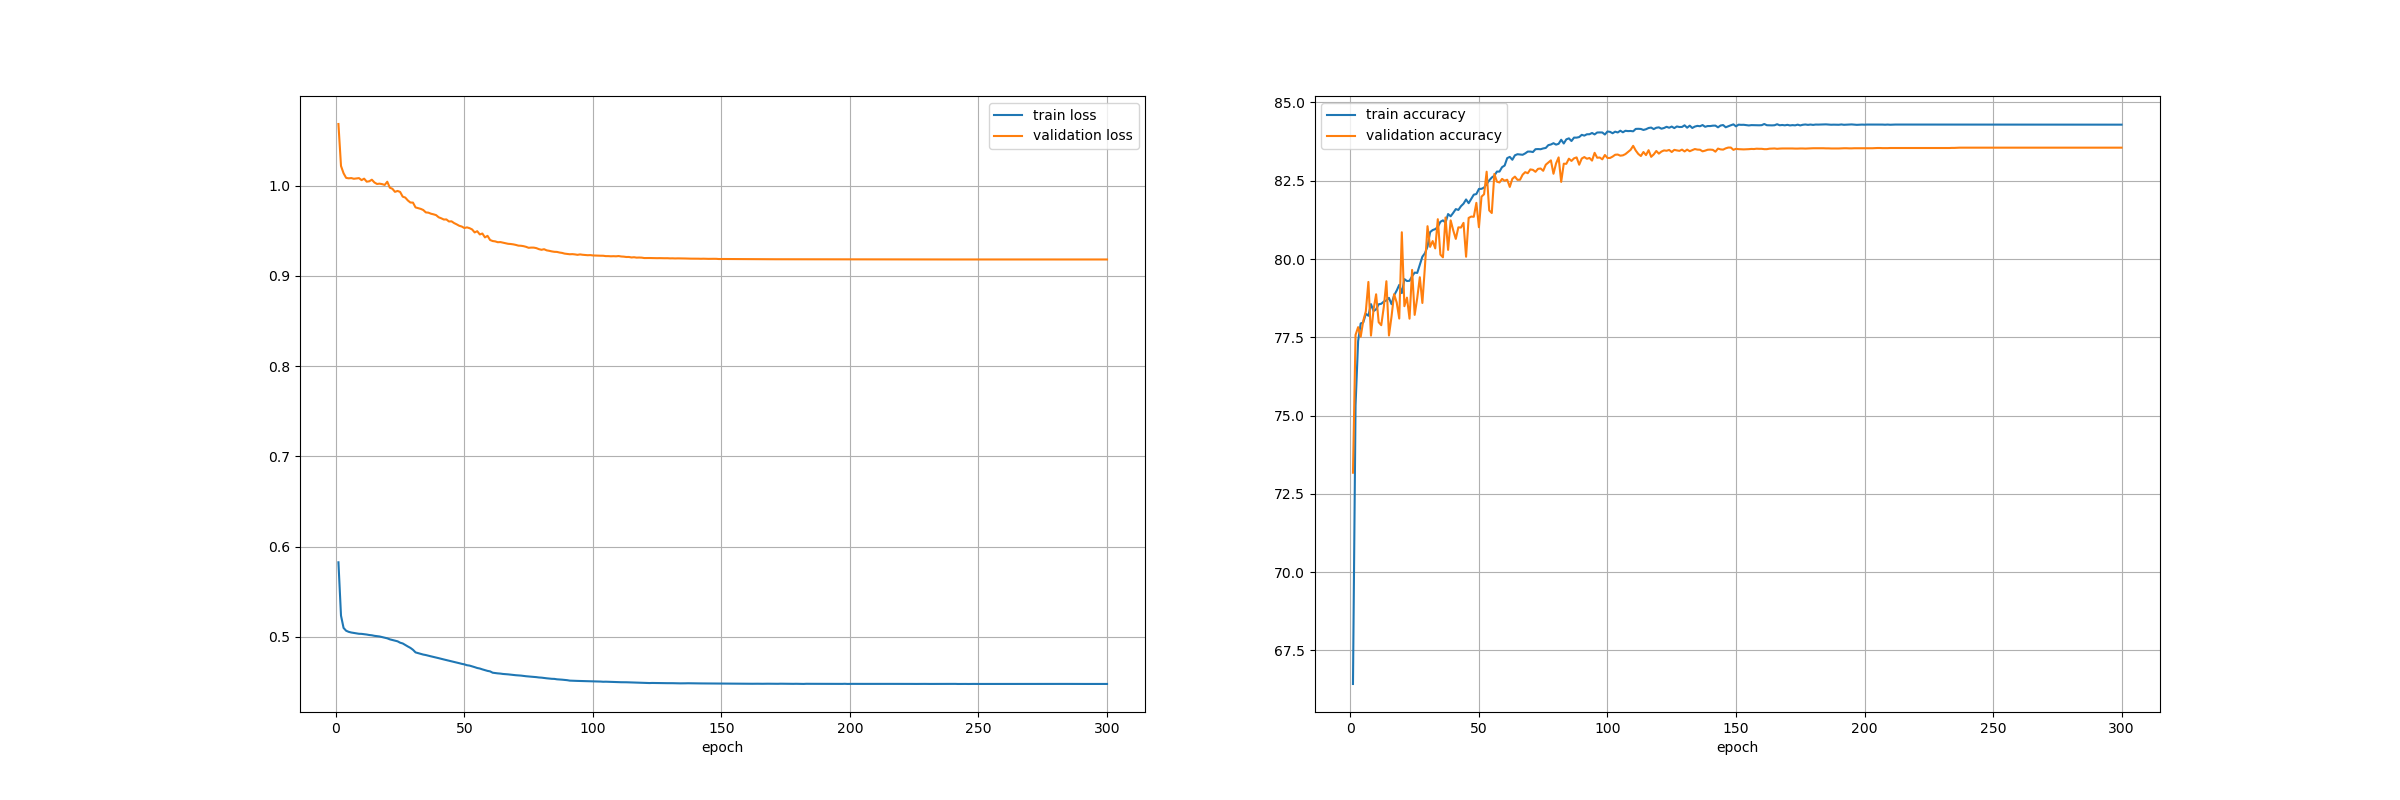 train loss
validation loss
1.0
0.9
0.8
0.7
0.6
0.5
0 50 100 150 200 250 300
epoch
train accuracy
validation accuracy
85.0
82.5
80.0
77.5
75.0
72.5
70.0
67.5
0 50 100 150 200 250 300
epoch